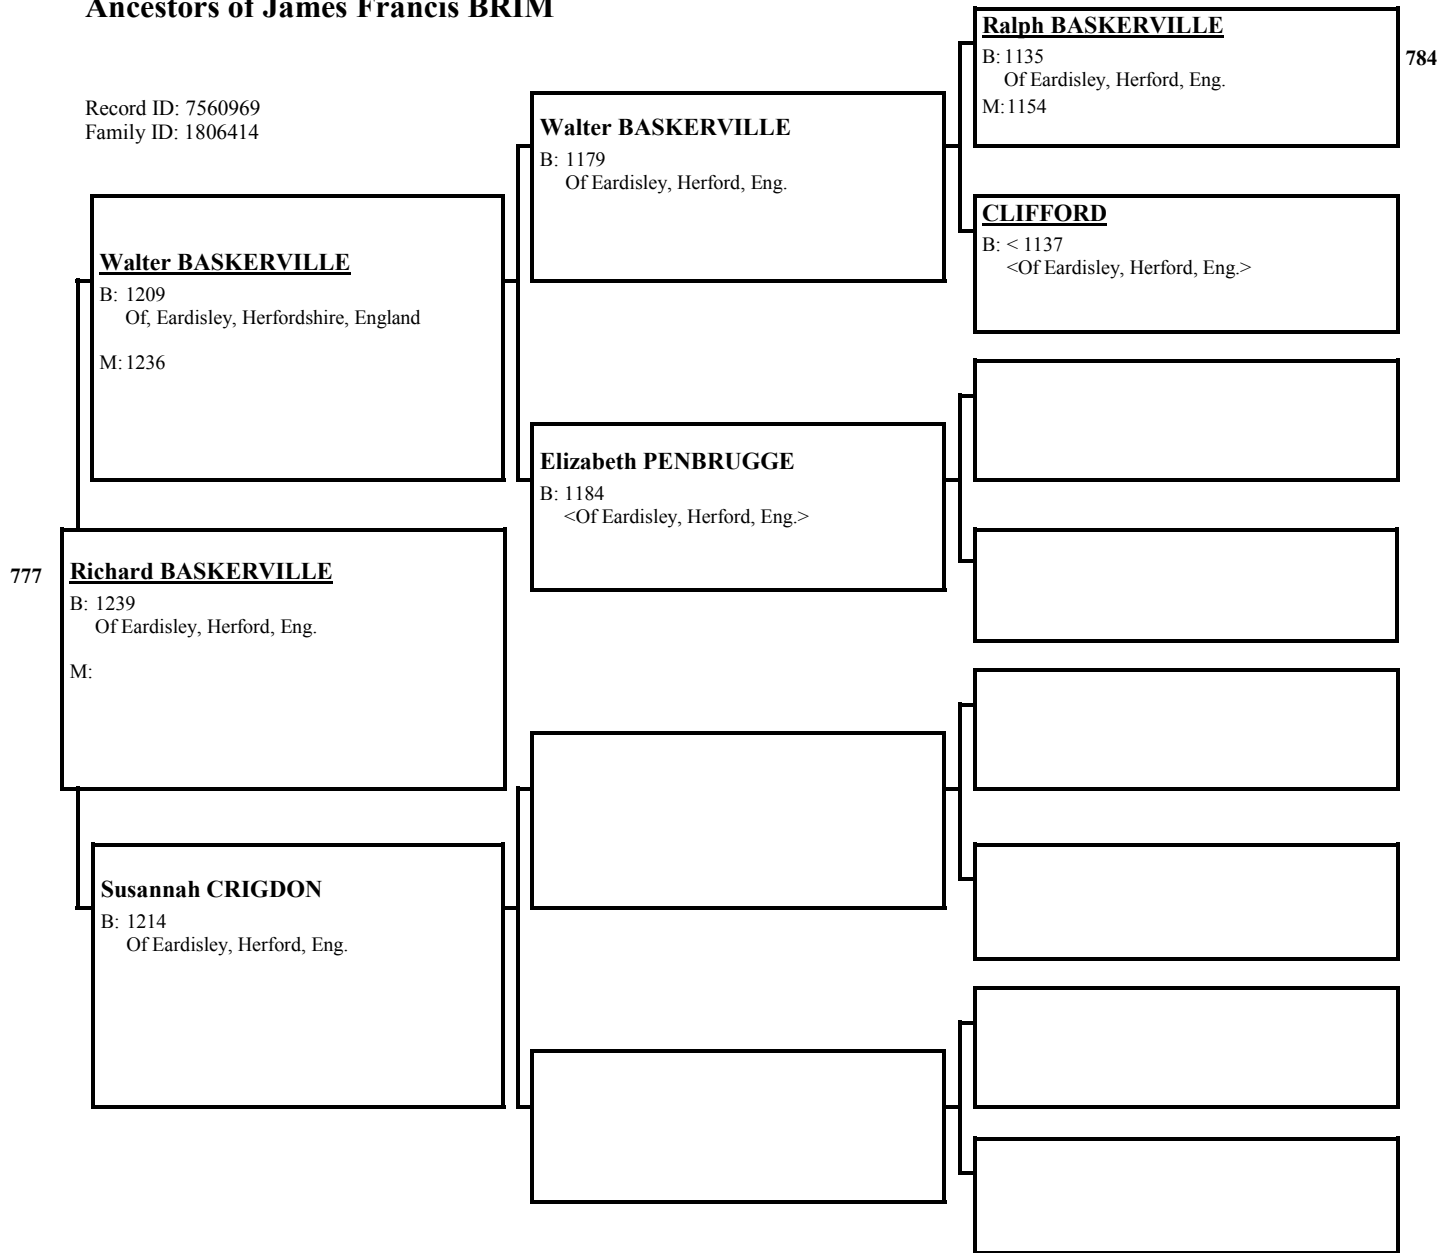 Ancestors of James Francis BRIM
Record ID: 7560969
Family ID: 1806414
Ralph BASKERVILLE
B: 1135
Of Eardisley, Herford, Eng.
M:1154
784
Walter BASKERVILLE
B: 1179
Of Eardisley, Herford, Eng.
CLIFFORD
B: < 1137
<Of Eardisley, Herford, Eng.>
Walter BASKERVILLE
B: 1209
Of, Eardisley, Herfordshire, England
M: 1236
Elizabeth PENBRUGGE
B: 1184
<Of Eardisley, Herford, Eng.>
777
Richard BASKERVILLE
B: 1239
Of Eardisley, Herford, Eng.
M:
Susannah CRIGDON
B: 1214
Of Eardisley, Herford, Eng.